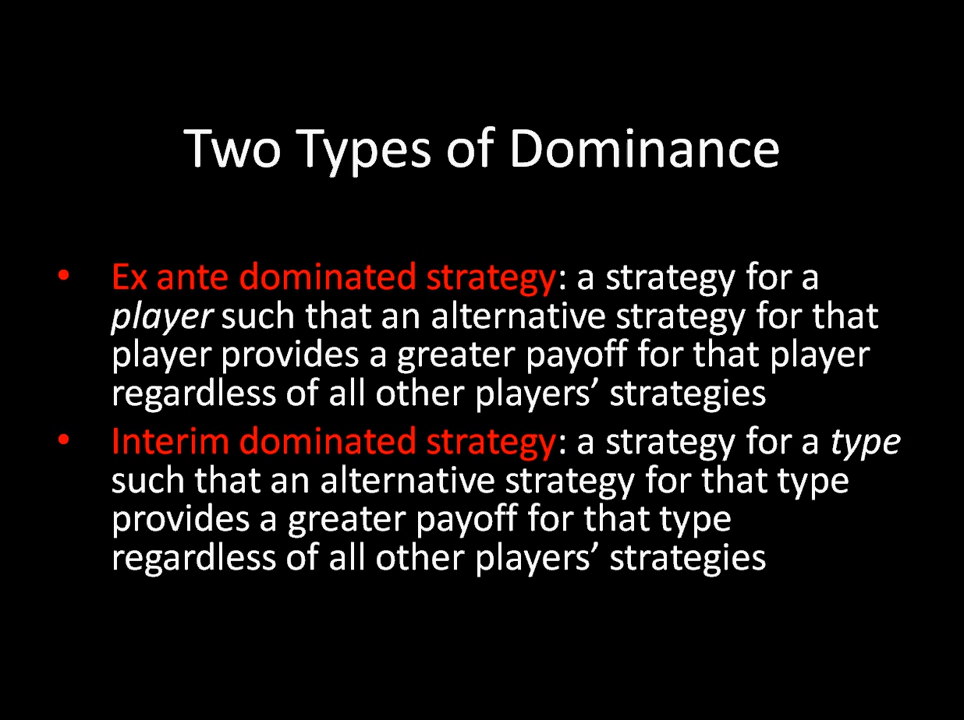 Two Types of Dominance
• Ex ante dominated strategy: a strategy for a
player such that an alternative strategy for that
player provides a greater payoff for that player
regardless of all other players’ strategies
• Interim dominated strategy: a strategy for a type
such that an alternative strategy for that type
provides a greater payoff for that type
regardless of all other players’ strategies